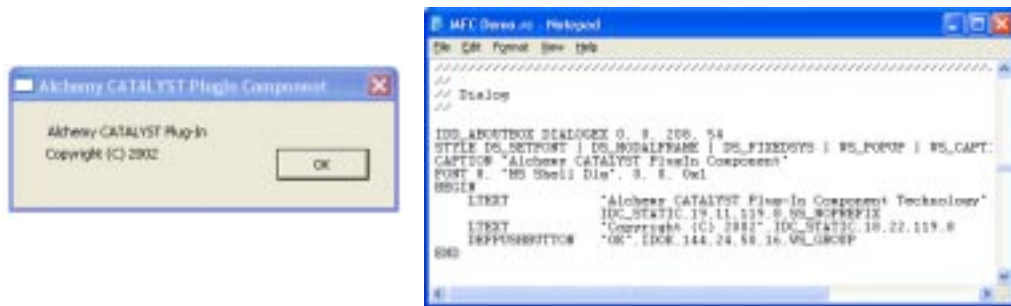 Alchemy CATALYST PlugIn Component
Alchemy CATALYST Plug-In
Copyright (C) 2002
OK
MFC Demo.rc - Notepad
File Edit Format View Help
////////////////////////////////////////////////////////////////////////////
//
// Dialog
//
IDD_ABOUTBOX DIALOGEX 0, 0, 208, 54
STYLE DS_SETFONT | DS_MODALFRAME | DS_FIXEDSYS | WS_POPUP | WS_CAPT
CAPTION "Alchemy CATALYST PlugIn Component"
FONT 8, "MS Shell Dlg", 0, 0, 0x1
BEGIN
LTEXT "Alchemy CATALYST Plug-In Component Technology"
IDC_STATIC,19,11,119,8,SS_NOPREFIX
LTEXT "Copyright (C) 2002",IDC_STATIC,18,22,119,8
DEFPUSHBUTTON "OK",IDOK,144,24,50,16,WS_GROUP
END